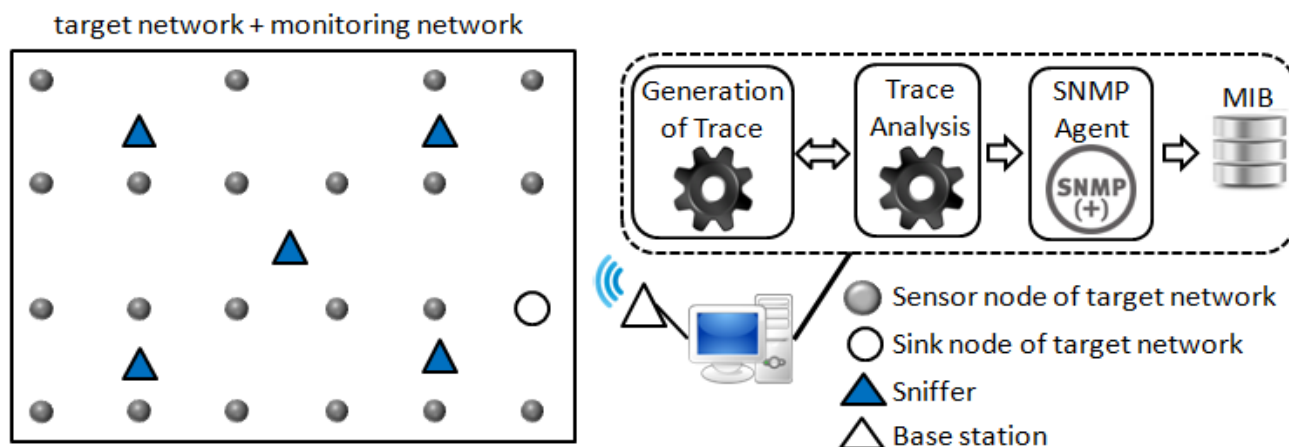 target network + monitoring network
Generation
of Trace
Trace
Analysis
SNMP
Agent
MIB
SNMP
(+)
Sensor node of target network
Sink node of target network
Sniffer
Base station